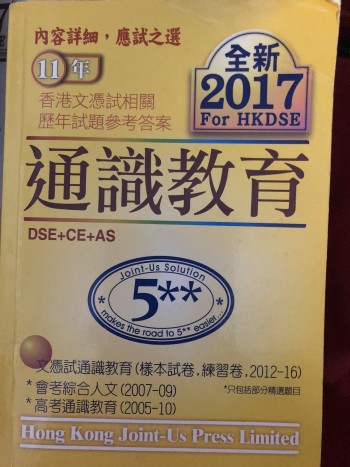 內容詳細，應試之選
11年
全新
2017
For HKDSE
香港文憑試相關
歷年試題參考答案
通識教育
DSE+CE+AS
Joint-Us Solution
5**
* makes the road to 5** easier... *
文憑試通識教育(樣本試卷,練習卷,2012-16)
*會考綜合人文(2007-09)
*只包括部分精選題目
*高考通識教育(2005-10)
Hong Kong Joint-Us Press Limited